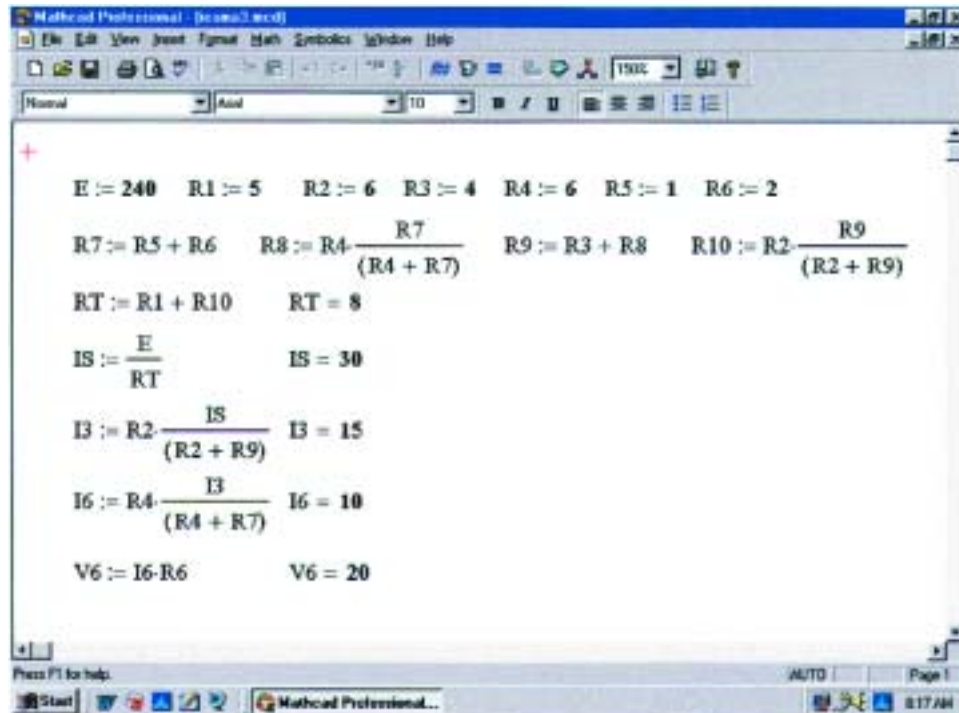 Mathcad Professional
File Edit View Insert Format Math Symbolics Window Help
150%
Normal Arial 10
E := 240 R1 := 5 R2 := 6 R3 := 4 R4 := 6 R5 := 1 R6 := 2
R7 := R5 + R6 R8 := R4·R7/(R4 + R7) R9 := R3 + R8 R10 := R2·R9/(R2 + R9)
RT := R1 + R10 RT = 8
IS := E/RT IS = 30
I3 := R2·IS/(R2 + R9) I3 = 15
I6 := R4·I3/(R4 + R7) I6 = 10
V6 := I6·R6 V6 = 20
Press F1 for help. AUTO Page 1
Start Mathcad Professional... 8:17 AM